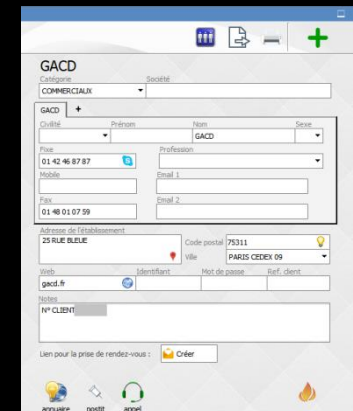 GACD
Catégorie Société
COMMERCIAUX
GACD +
Civilité Prénom Nom Sexe
GACD
Fixe Profession
01 42 46 87 87
Mobile Email 1
Fax Email 2
01 48 01 07 59
Adresse de l'établissement
25 RUE BLEUE
Code postal 75311
Ville PARIS CEDEX 09
Web Identifiant Mot de passe Ref. client
gacd.fr
Notes
N° CLIENT
Lien pour la prise de rendez-vous : Créer
annuaire postit appel